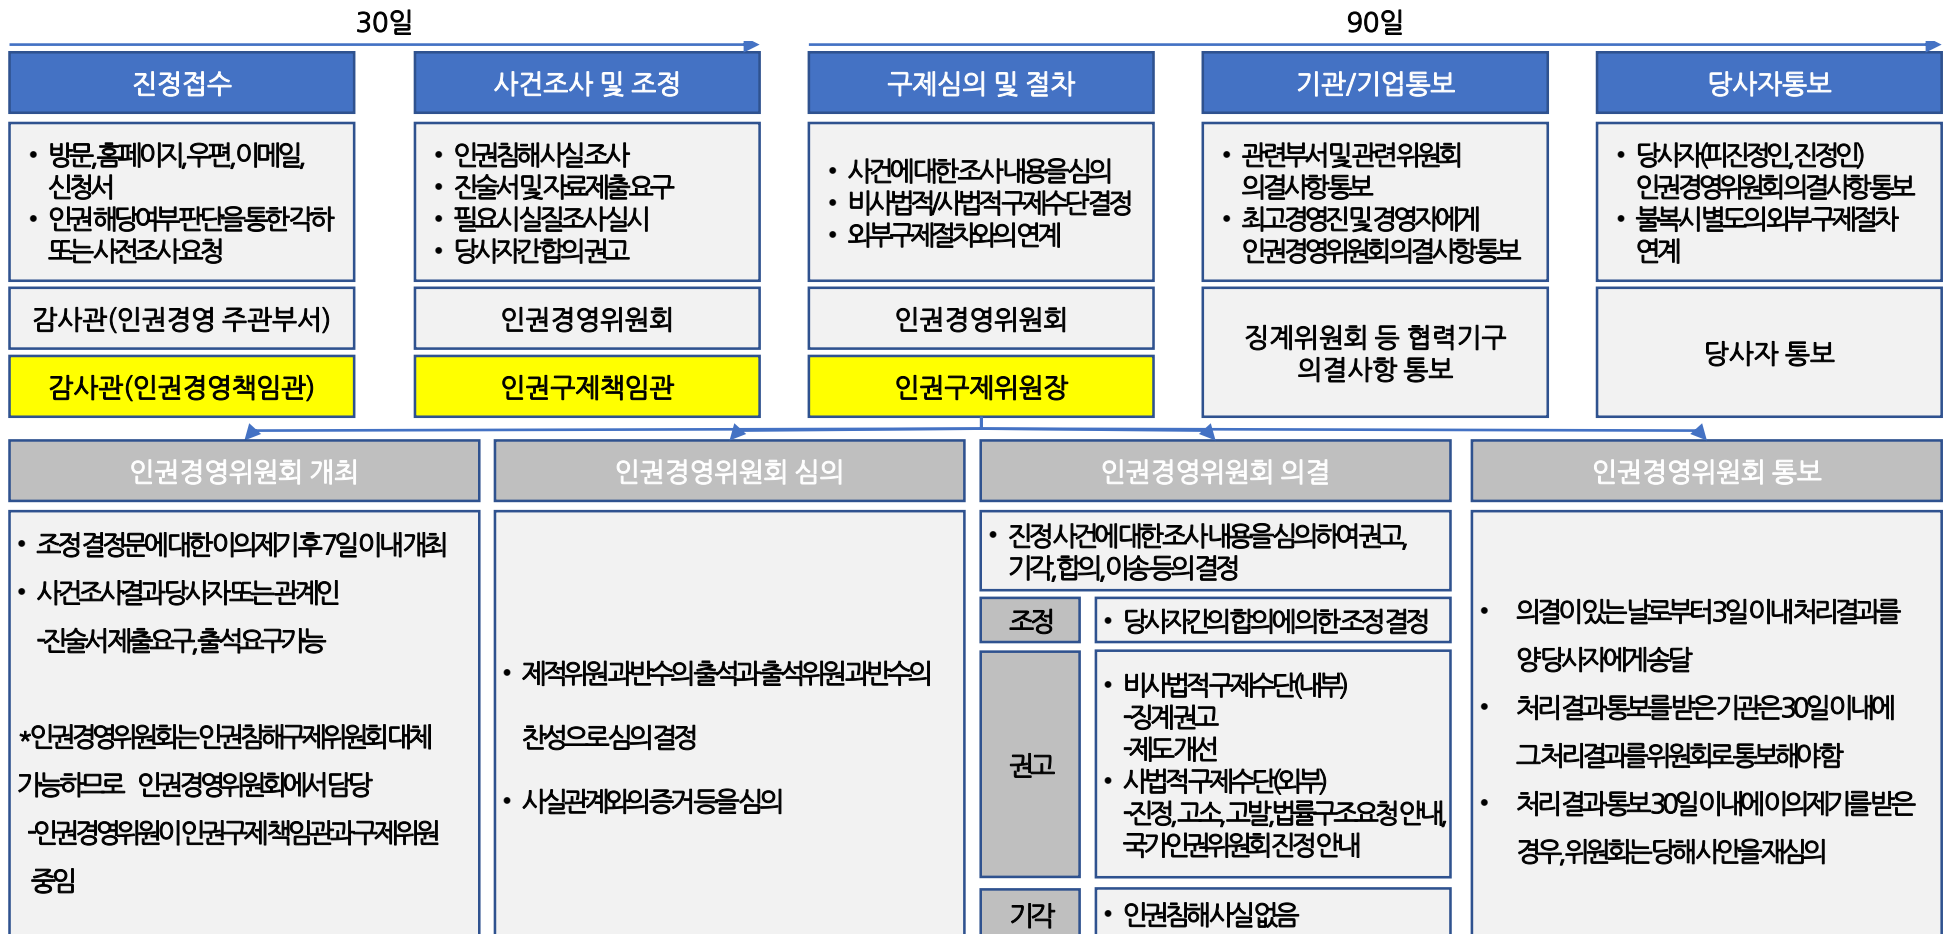 30일
90일
진정접수
사건조사 및 조정
구제심의 및 절차
기관/기업통보
당사자통보
• 방문,홈페이지,우편,이메일,
신청서
• 인권 해당여부 판단을 통한 각하
또는 사전조사 요청
• 인권침해 사실 조사
• 진술서 및 자료제출 요구
• 필요시 실질조사 실시
• 당사자간 합의 권고
• 사건에 대한 조사 내용을 심의
• 비사법적/사법적 구제수단 결정
• 외부구제절차와의 연계
• 관련부서 및 관련 위원회
의결사항 통보
• 최고경영진 및 경영자에게
인권경영위원회 의결사항 통보
• 당사자(피진정인, 진정인)
인권경영위원회 의결사항 통보
• 불복시 별도의 외부 구제절차
연계
감사관(인권경영 주관부서)
인권경영위원회
인권경영위원회
징계위원회 등 협력기구
의결사항 통보
당사자 통보
감사관(인권경영책임관)
인권구제책임관
인권구제위원장
인권경영위원회 개최
인권경영위원회 심의
인권경영위원회 의결
인권경영위원회 통보
• 조정 결정문에 대한 이의제기 후 7일 이내 개최
• 사건조사결과 당사자 또는 관계인
-진술서 제출요구, 출석요구 가능
*인권경영위원회는 인권침해구제위원회 대체
가능하므로 인권경영위원회에서 담당
-인권경영위원이 인권구제 책임관과 구제위원
중임
• 제적위원 과반수의 출석과 출석위원 과반수의
찬성으로 심의 결정
• 사실관계와의 증거 등을 심의
• 진정 사건에 대한 조사 내용을 심의하여 권고,
기각, 합의, 이송 등의 결정
조정
• 당사자간의 합의에 의한 조정 결정
권고
• 비사법적 구제수단(내부)
-징계권고
-제도개선
• 사법적 구제수단(외부)
-진정, 고소, 고발,법률구조요청 안내,
국가인권위원회 진정 안내
기각
• 인권침해 사실 없음
• 의결이 있는 날로부터 3일 이내 처리결과를
양 당사자에게 송달
• 처리 결과 통보를 받은 기관은 30일 이내에
그 처리결과를 위원회로 통보해야 함
• 처리 결과 통보 30일 이내에 이의제기를 받은
경우, 위원회는 당해 사안을 재심의